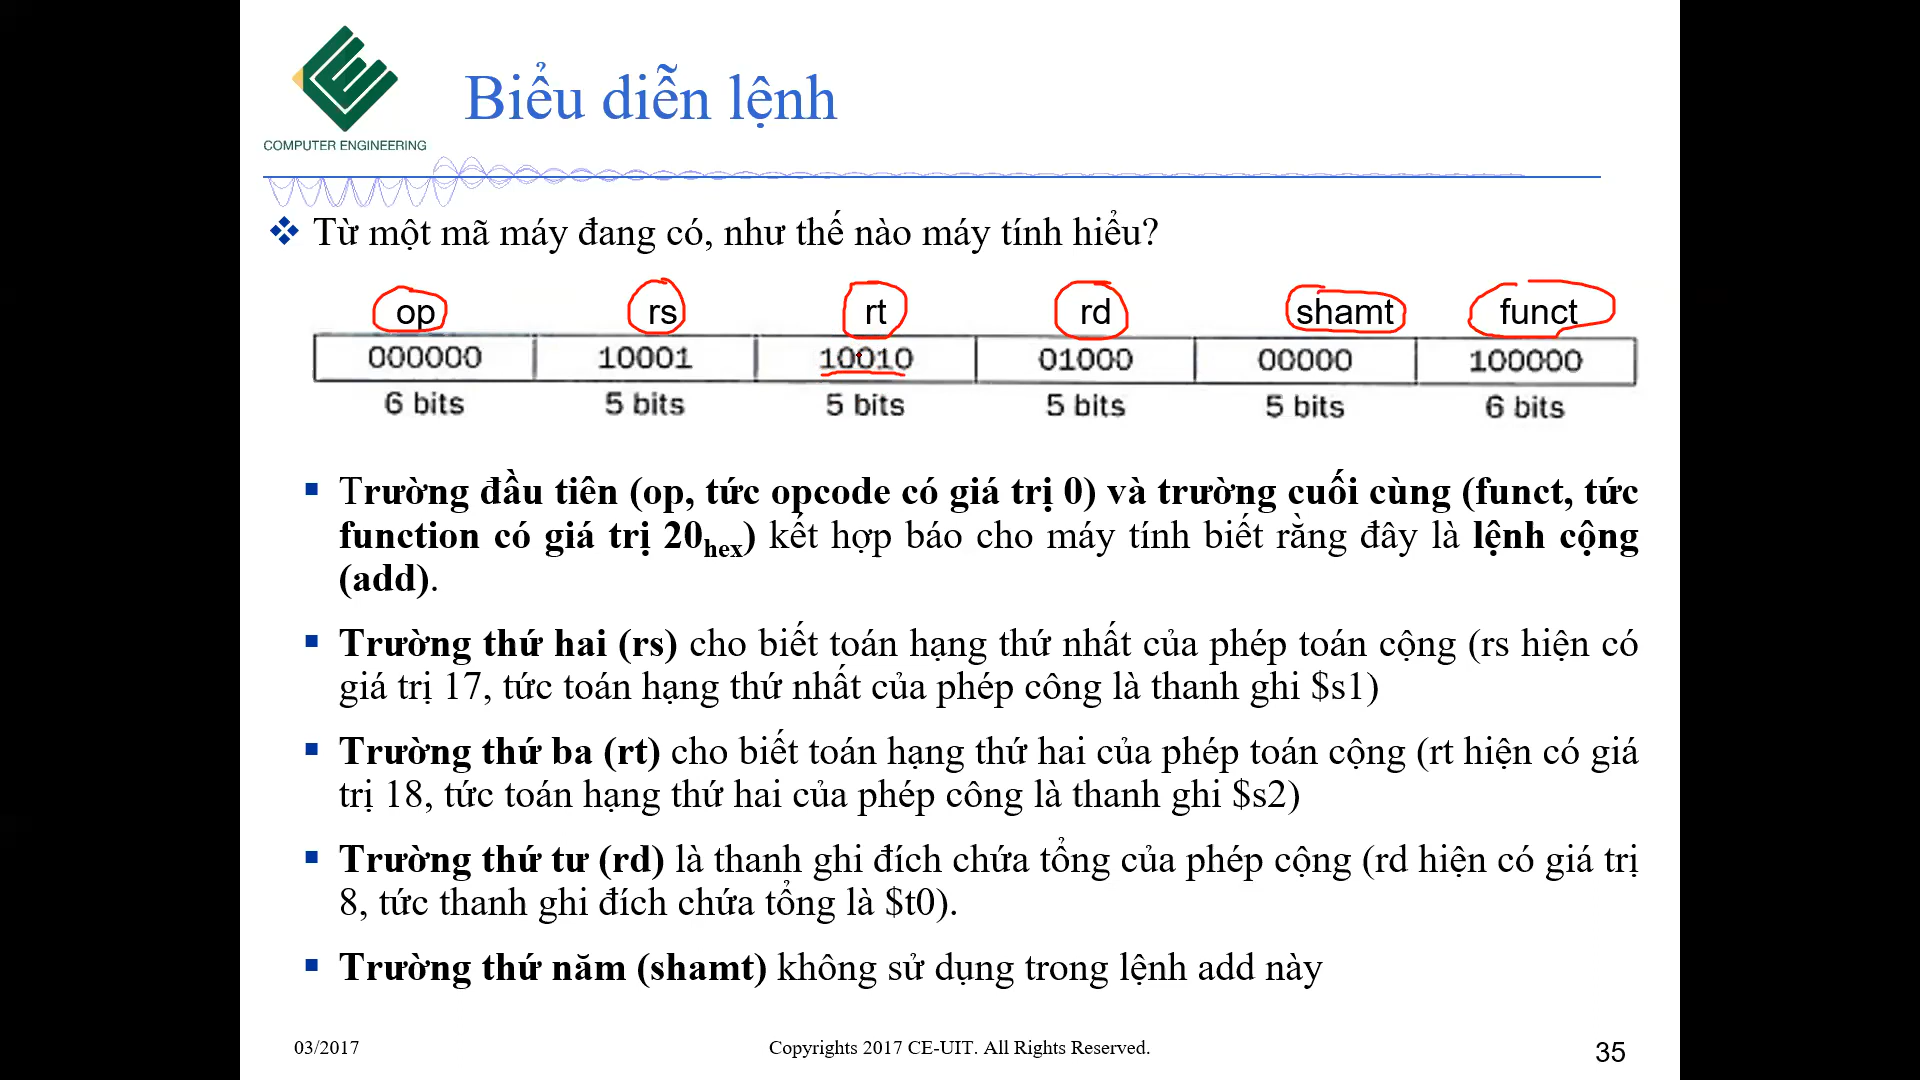 COMPUTER ENGINEERING
Biểu diễn lệnh
Từ một mã máy đang có, như thế nào máy tính hiểu?
op rs rt rd shamt funct
000000 10001 10010 01000 00000 100000
6 bits 5 bits 5 bits 5 bits 5 bits 6 bits
Trường đầu tiên (op, tức opcode có giá trị 0) và trường cuối cùng (funct, tức
function có giá trị 20hex) kết hợp báo cho máy tính biết rằng đây là lệnh cộng
(add).
Trường thứ hai (rs) cho biết toán hạng thứ nhất của phép toán cộng (rs hiện có
giá trị 17, tức toán hạng thứ nhất của phép công là thanh ghi $s1)
Trường thứ ba (rt) cho biết toán hạng thứ hai của phép toán cộng (rt hiện có giá
trị 18, tức toán hạng thứ hai của phép công là thanh ghi $s2)
Trường thứ tư (rd) là thanh ghi đích chứa tổng của phép cộng (rd hiện có giá trị
8, tức thanh ghi đích chứa tổng là $t0).
Trường thứ năm (shamt) không sử dụng trong lệnh add này
03/2017 Copyrights 2017 CE-UIT. All Rights Reserved. 35